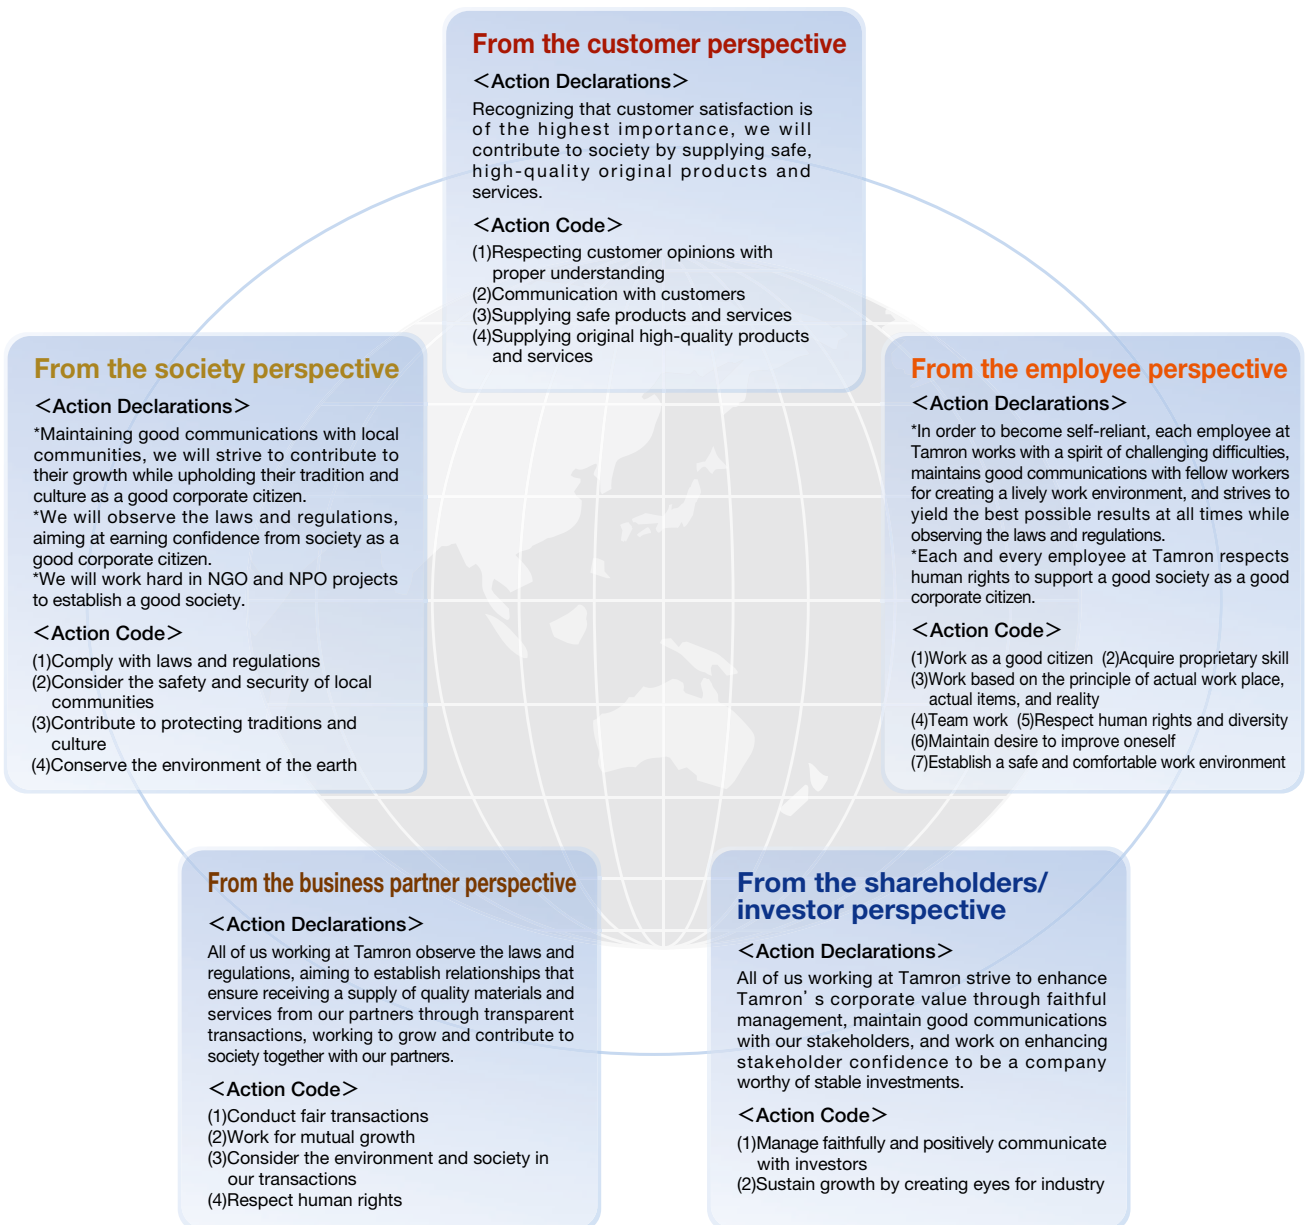 From the customer perspective
＜Action Declarations＞
Recognizing that customer satisfaction is
of the highest importance, we will
contribute to society by supplying safe,
high-quality original products and
services.
＜Action Code＞
(1)Respecting customer opinions with
proper understanding
(2)Communication with customers
(3)Supplying safe products and services
(4)Supplying original high-quality products
and services
From the society perspective
＜Action Declarations＞
*Maintaining good communications with local
communities, we will strive to contribute to
their growth while upholding their tradition and
culture as a good corporate citizen.
*We will observe the laws and regulations,
aiming at earning confidence from society as a
good corporate citizen.
*We will work hard in NGO and NPO projects
to establish a good society.
＜Action Code＞
(1)Comply with laws and regulations
(2)Consider the safety and security of local
communities
(3)Contribute to protecting traditions and
culture
(4)Conserve the environment of the earth
From the employee perspective
＜Action Declarations＞
*In order to become self-reliant, each employee at
Tamron works with a spirit of challenging difficulties,
maintains good communications with fellow workers
for creating a lively work environment, and strives to
yield the best possible results at all times while
observing the laws and regulations.
*Each and every employee at Tamron respects
human rights to support a good society as a good
corporate citizen.
＜Action Code＞
(1)Work as a good citizen (2)Acquire proprietary skill
(3)Work based on the principle of actual work place,
actual items, and reality
(4)Team work (5)Respect human rights and diversity
(6)Maintain desire to improve oneself
(7)Establish a safe and comfortable work environment
From the business partner perspective
＜Action Declarations＞
All of us working at Tamron observe the laws and
regulations, aiming to establish relationships that
ensure receiving a supply of quality materials and
services from our partners through transparent
transactions, working to grow and contribute to
society together with our partners.
＜Action Code＞
(1)Conduct fair transactions
(2)Work for mutual growth
(3)Consider the environment and society in
our transactions
(4)Respect human rights
From the shareholders/
investor perspective
＜Action Declarations＞
All of us working at Tamron strive to enhance
Tamron's corporate value through faithful
management, maintain good communications
with our stakeholders, and work on enhancing
stakeholder confidence to be a company
worthy of stable investments.
＜Action Code＞
(1)Manage faithfully and positively communicate
with investors
(2)Sustain growth by creating eyes for industry